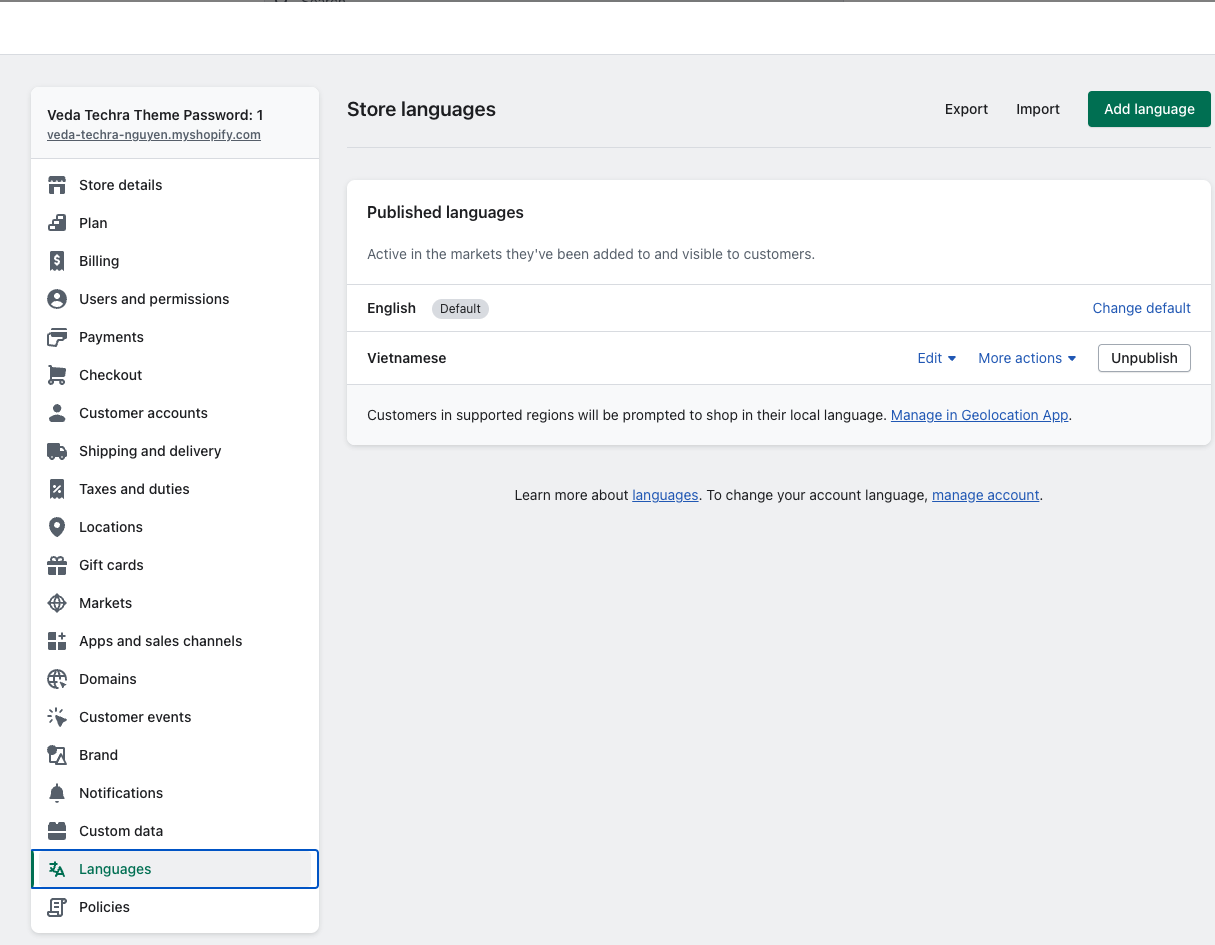 Search
Veda Techra Theme Password: 1
veda-techra-nguyen.myshopify.com
Store details
Plan
Billing
Users and permissions
Payments
Checkout
Customer accounts
Shipping and delivery
Taxes and duties
Locations
Gift cards
Markets
Apps and sales channels
Domains
Customer events
Brand
Notifications
Custom data
Languages
Policies
Store languages
Export Import Add language
Published languages
Active in the markets they've been added to and visible to customers.
English Default Change default
Vietnamese Edit More actions Unpublish
Customers in supported regions will be prompted to shop in their local language. Manage in Geolocation App.
Learn more about languages. To change your account language, manage account.